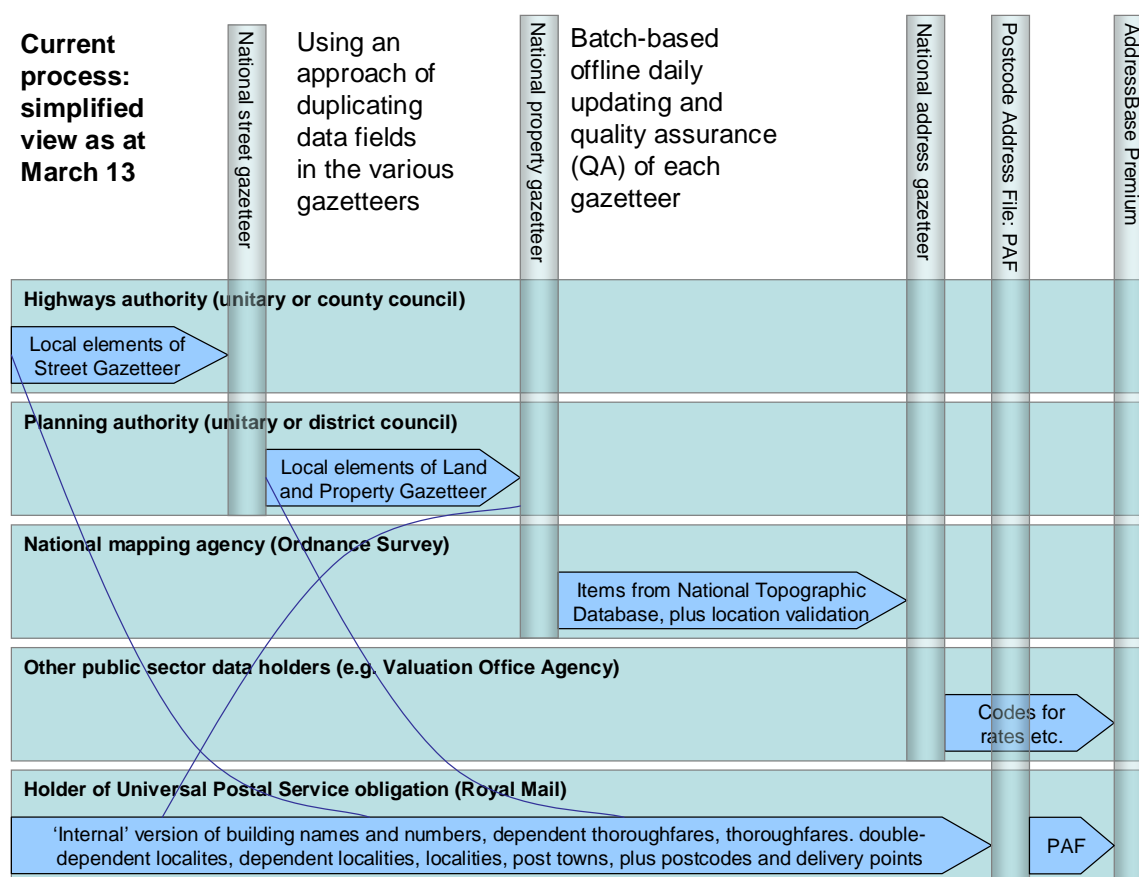 Current
process:
simplified
view as at
March 13
National street gazetteer
Using an
approach of
duplicating
data fields
in the various
gazetteers
National property gazetteer
Batch-based
offline daily
updating and
quality assurance
(QA) of each
gazetteer
National address gazetteer
Postcode Address File: PAF
AddressBase Premium
Highways authority (unitary or county council)
Local elements of
Street Gazetteer
Planning authority (unitary or district council)
Local elements of Land
and Property Gazetteer
National mapping agency (Ordnance Survey)
Items from National Topographic
Database, plus location validation
Other public sector data holders (e.g. Valuation Office Agency)
Codes for
rates etc.
Holder of Universal Postal Service obligation (Royal Mail)
‘Internal’ version of building names and numbers, dependent thoroughfares, thoroughfares. double-
dependent localites, dependent localities, localities, post towns, plus postcodes and delivery points
PAF